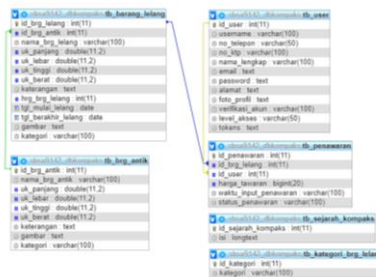 tb_barang_lelang
id_brg_lelang : int(11)
id_brg_antik : int(11)
nama_brg_lelang : varchar(100)
uk_panjang : double(11,2)
uk_lebar : double(11,2)
uk_tinggi : double(11,2)
uk_berat : double(11,2)
keterangan : text
hrg_brg_lelang : int(11)
tgl_mulai_lelang : date
tgl_berakhir_lelang : date
gambar : text
kategori : varchar(100)
tb_brg_antik
id_brg_antik : int(11)
nama_brg_antik : varchar(100)
uk_panjang : double(11,2)
uk_lebar : double(11,2)
uk_tinggi : double(11,2)
uk_berat : double(11,2)
keterangan : text
gambar : text
kategori : varchar(100)
tb_user
id_user : int(11)
username : varchar(100)
no_telepon : varchar(50)
no_ktp : varchar(100)
nama_lengkap : varchar(100)
email : text
password : text
alamat : text
foto_profil : text
verifikasi_akun : varchar(100)
level_akses : varchar(50)
tokens : text
tb_penawaran
id_penawaran : int(11)
id_brg_lelang : int(11)
id_user : int(11)
harga_tawaran : bigint(20)
waktu_input_penawaran : varchar(100)
status_penawaran : varchar(100)
tb_sejarah_kompaks
id_sejarah_kompaks : int(11)
isi : longtext
tb_kategori_brg_lelan
id_kategori : int(11)
kategori : varchar(100)